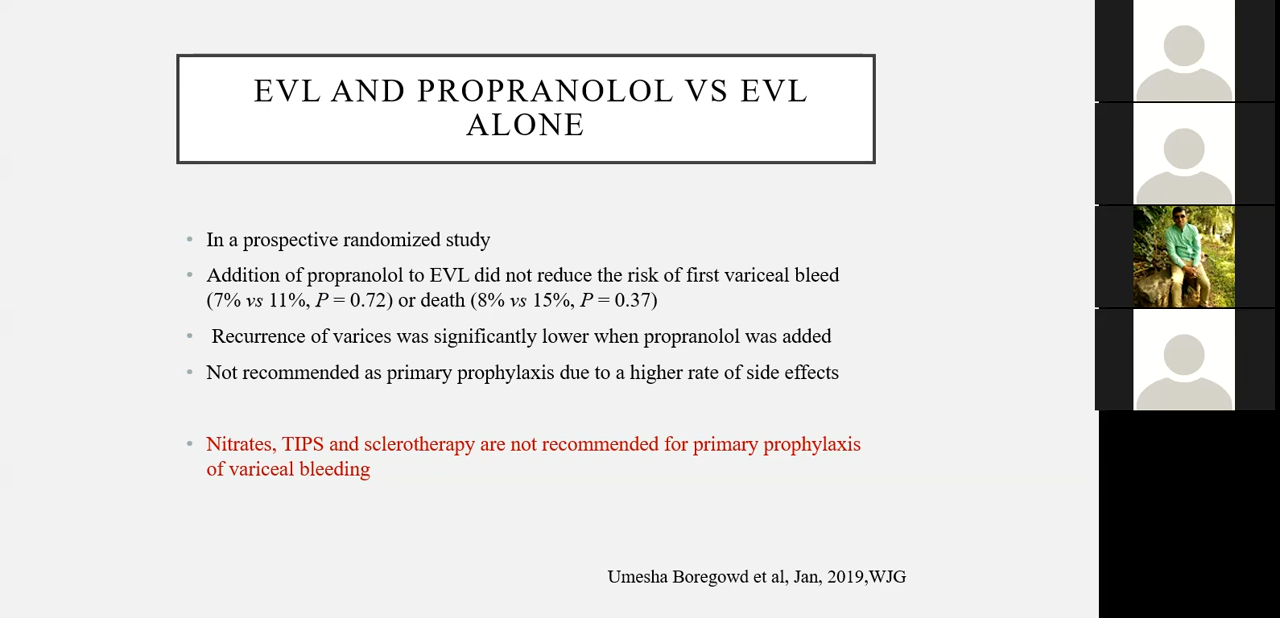 EVL AND PROPRANOLOL VS EVL
ALONE
• In a prospective randomized study
• Addition of propranolol to EVL did not reduce the risk of first variceal bleed
(7% vs 11%, P = 0.72) or death (8% vs 15%, P = 0.37)
• Recurrence of varices was significantly lower when propranolol was added
• Not recommended as primary prophylaxis due to a higher rate of side effects
• Nitrates, TIPS and sclerotherapy are not recommended for primary prophylaxis
of variceal bleeding
Umesha Boregowd et al, Jan, 2019,WJG